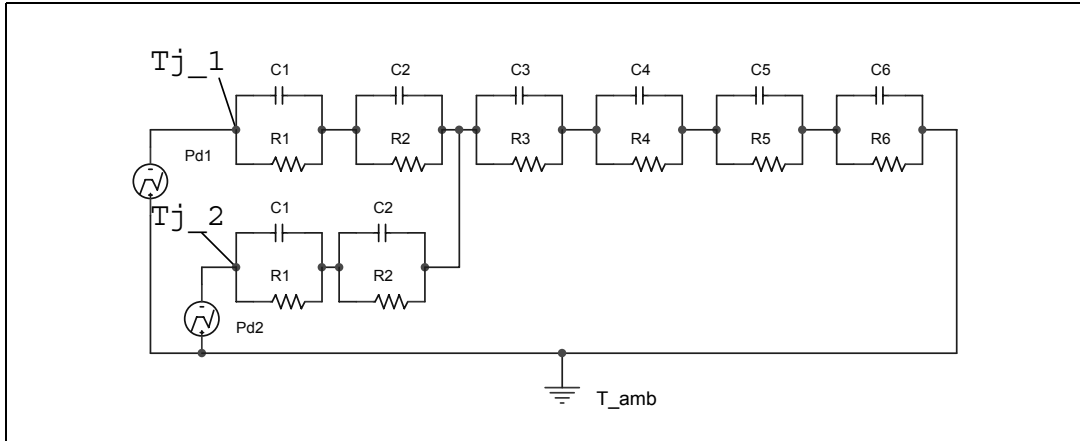 Tj_1
C1 C2 C3 C4 C5 C6
R1 R2 R3 R4 R5 R6
Pd1
Tj_2
C1 C2
R1 R2
Pd2
T_amb